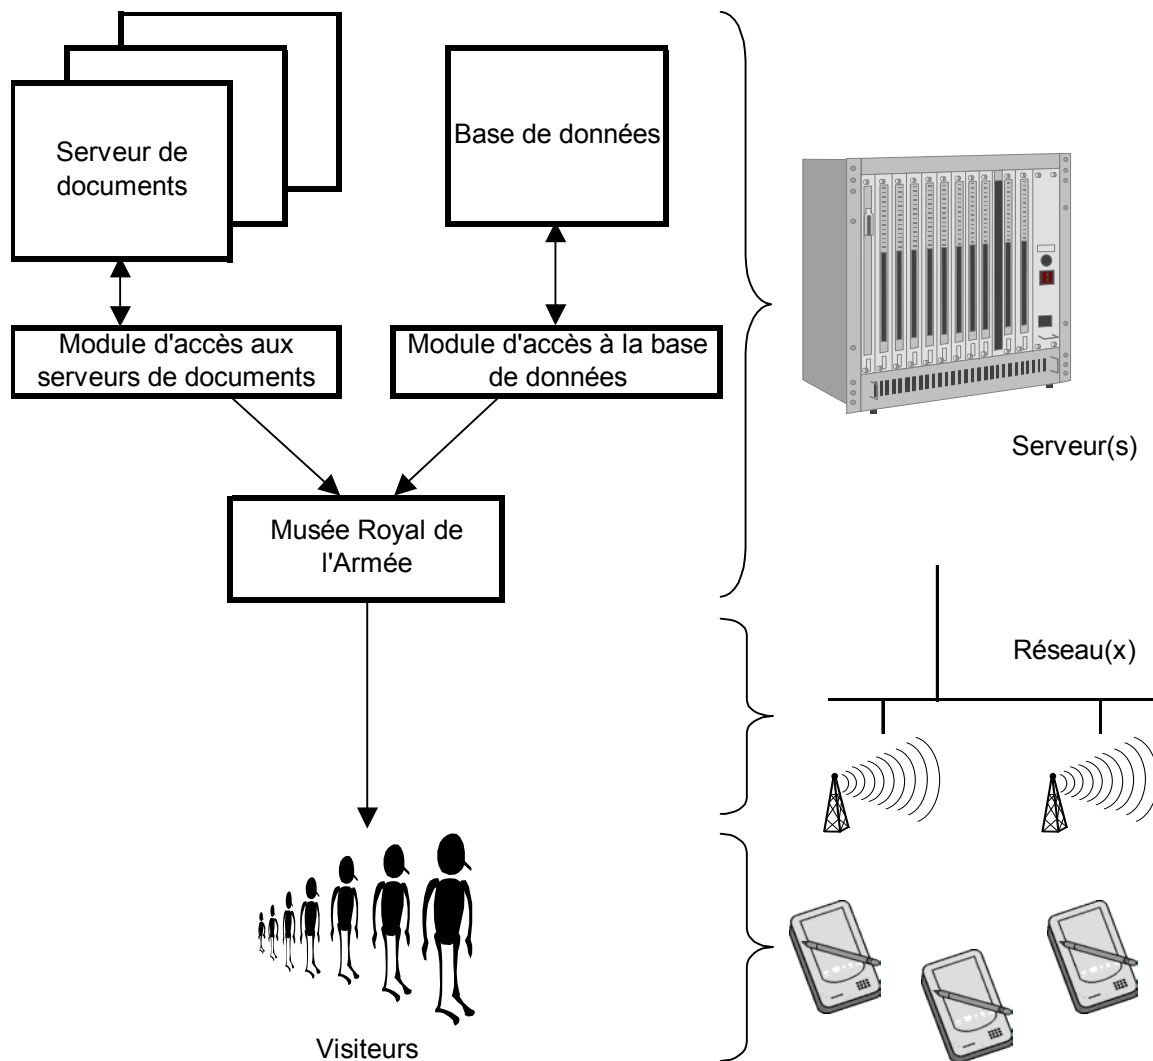 Serveur de
documents
Base de données
Module d'accès aux
serveurs de documents
Module d'accès à la base
de données
Serveur(s)
Musée Royal de
l'Armée
Réseau(x)
Visiteurs